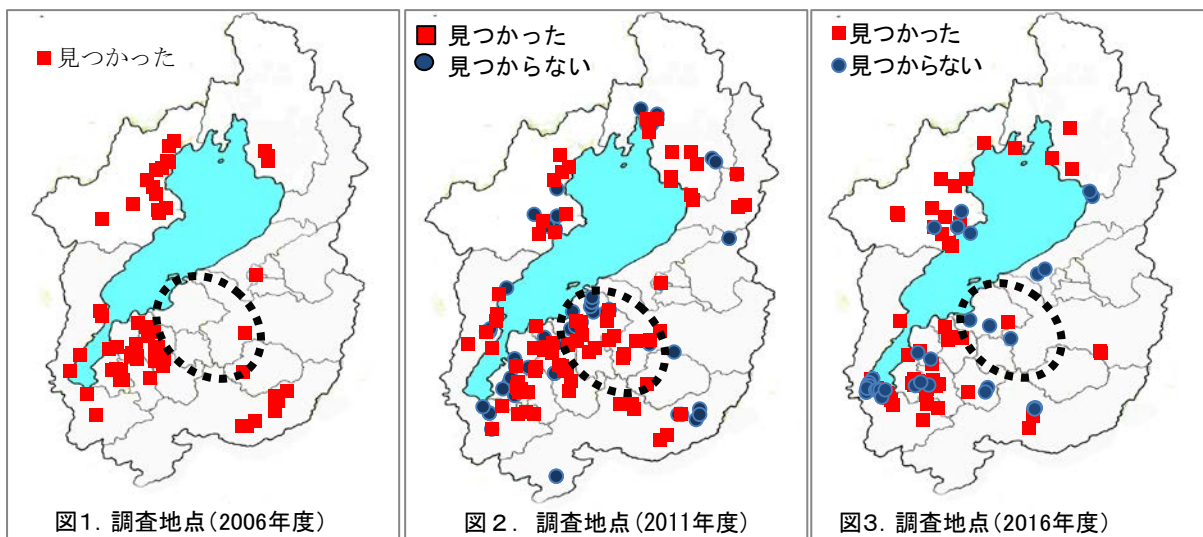 見つかった
図1. 調査地点(2006年度)
見つかった
見つからない
図２． 調査地点(2011年度)
見つかった
見つからない
図3. 調査地点(2016年度)